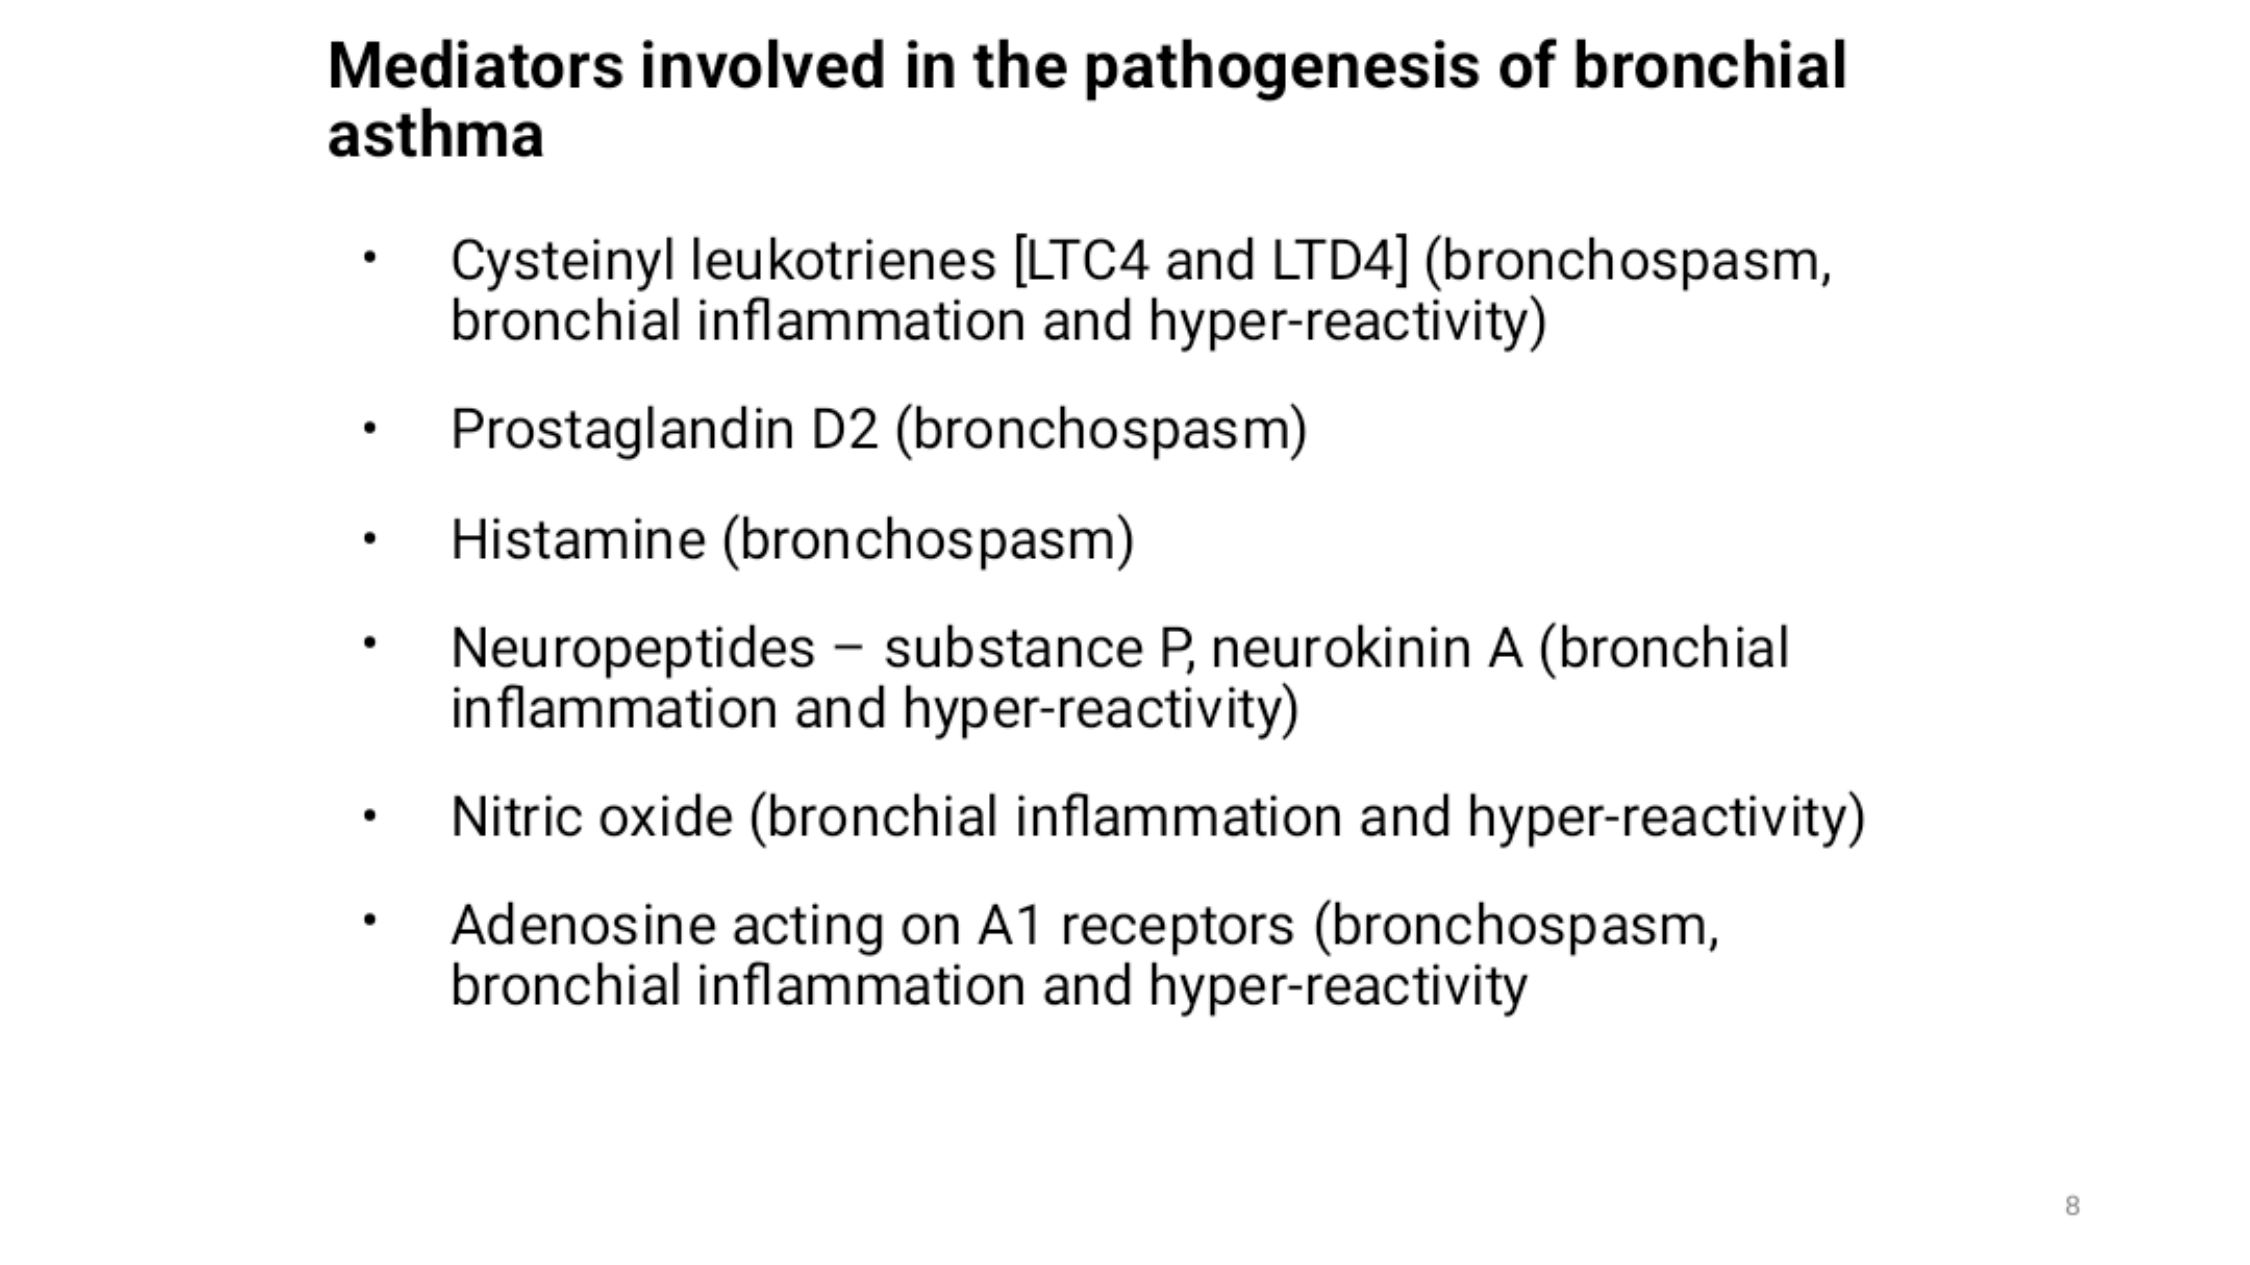 Mediators involved in the pathogenesis of bronchial
asthma
• Cysteinyl leukotrienes [LTC4 and LTD4] (bronchospasm,
bronchial inflammation and hyper-reactivity)
• Prostaglandin D2 (bronchospasm)
• Histamine (bronchospasm)
• Neuropeptides – substance P, neurokinin A (bronchial
inflammation and hyper-reactivity)
• Nitric oxide (bronchial inflammation and hyper-reactivity)
• Adenosine acting on A1 receptors (bronchospasm,
bronchial inflammation and hyper-reactivity
8